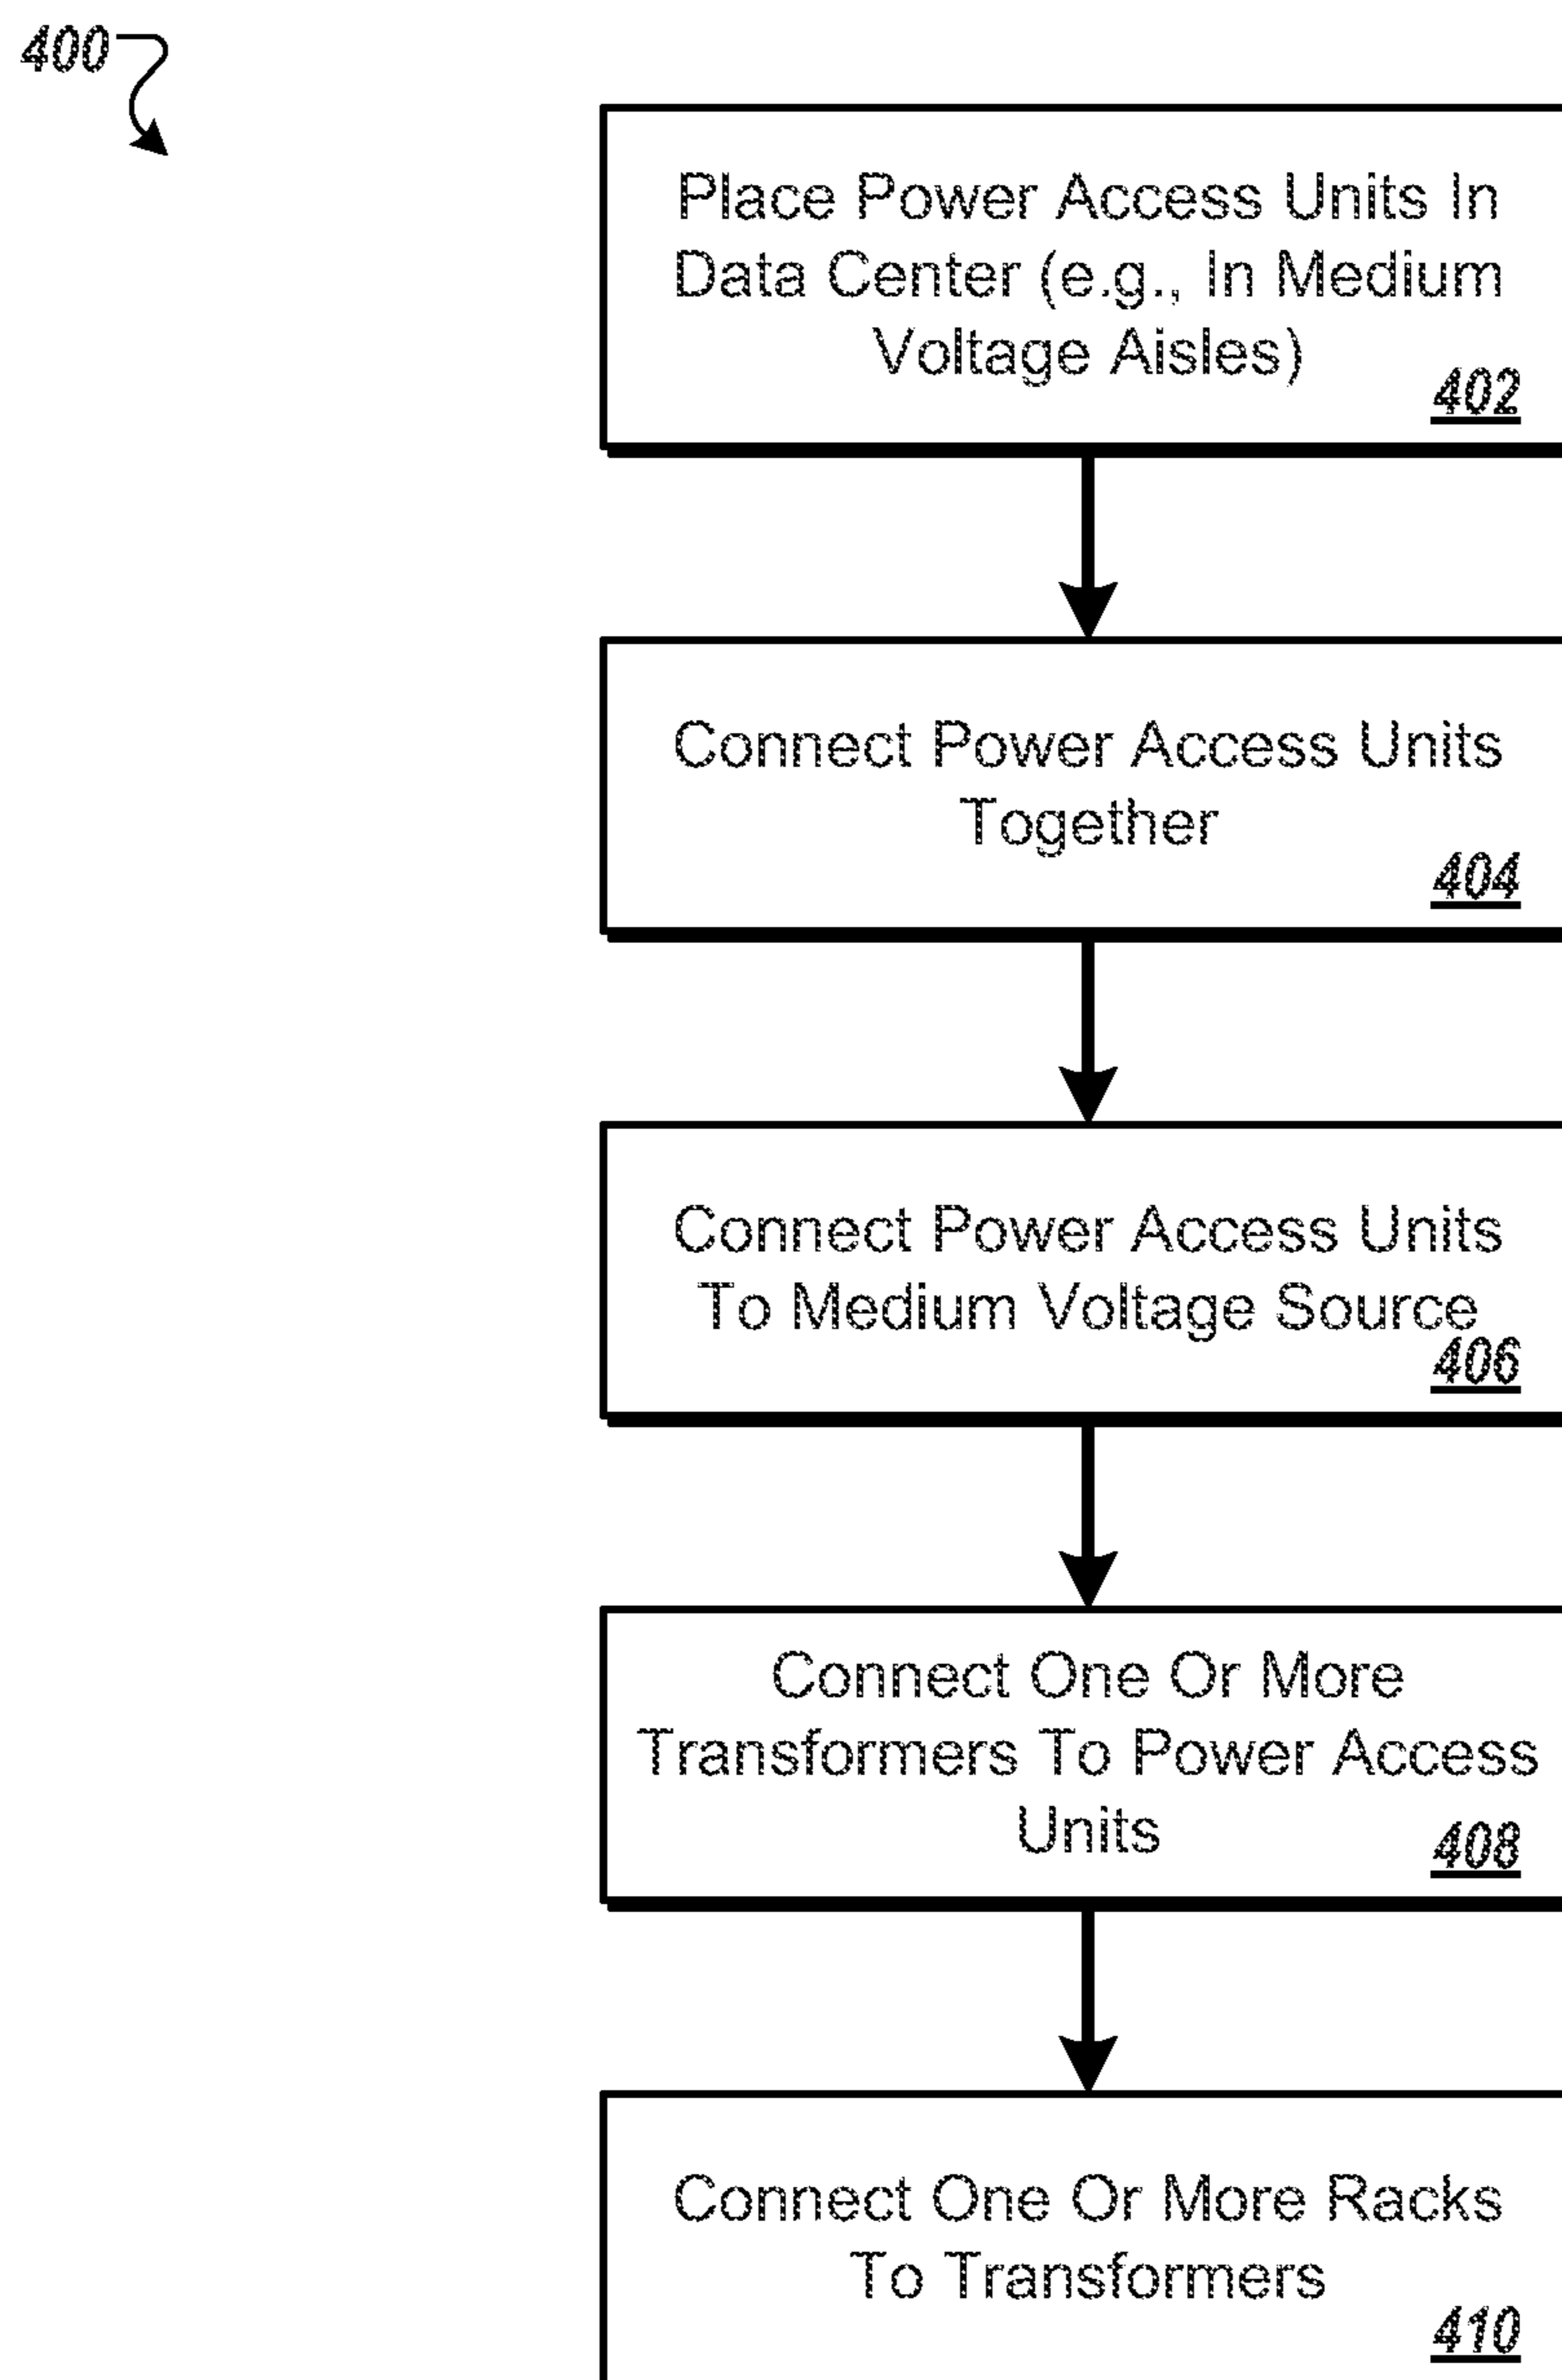 400
Place Power Access Units In
Data Center (e.g., In Medium
Voltage Aisles)
402
Connect Power Access Units
Together
404
Connect Power Access Units
To Medium Voltage Source
406
Connect One Or More
Transformers To Power Access
Units
408
Connect One Or More Racks
To Transformers
410